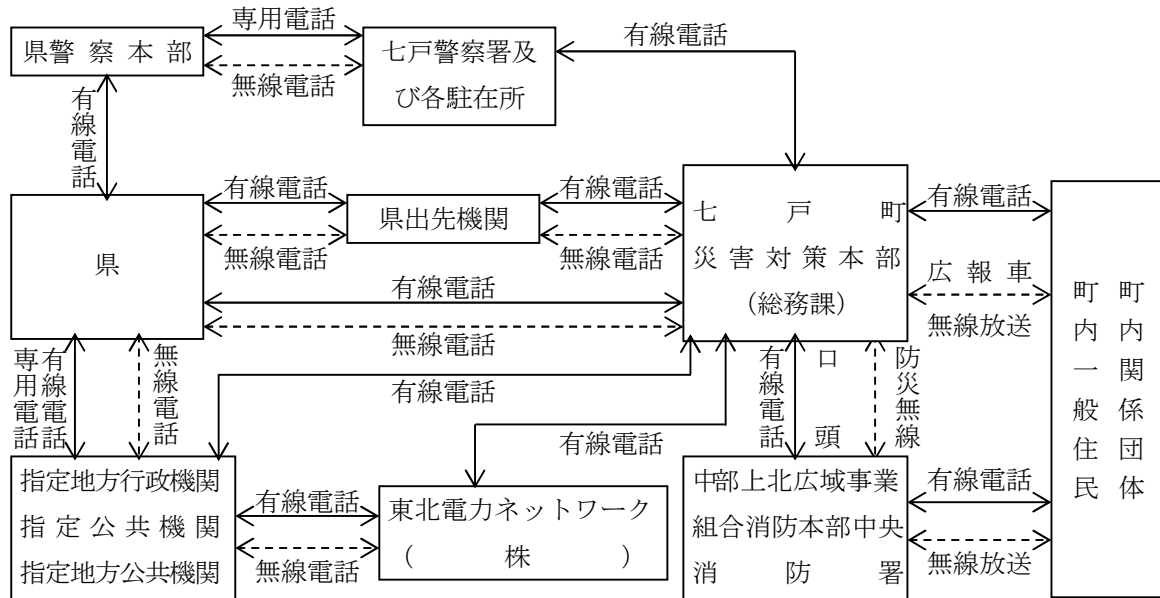 専用電話
有線電話
県警察本部
七戸警察署及
び各駐在所
無線電話
有線電話
有線電話
有線電話
有線電話
県出先機関
七戸町
災害対策本部
(総務課)
県
無線電話
無線電話
広報車
無線放送
町内関係団体
町内一般住民
有線電話
無線電話
専用電話
有線電話
無線電話
有線電話
有線電話
口頭
防災無線
有線電話
指定地方行政機関
指定公共機関
指定地方公共機関
有線電話
無線電話
東北電力ネットワーク
(株)
中部上北広域事業
組合消防本部中央
消防署
有線電話
無線放送